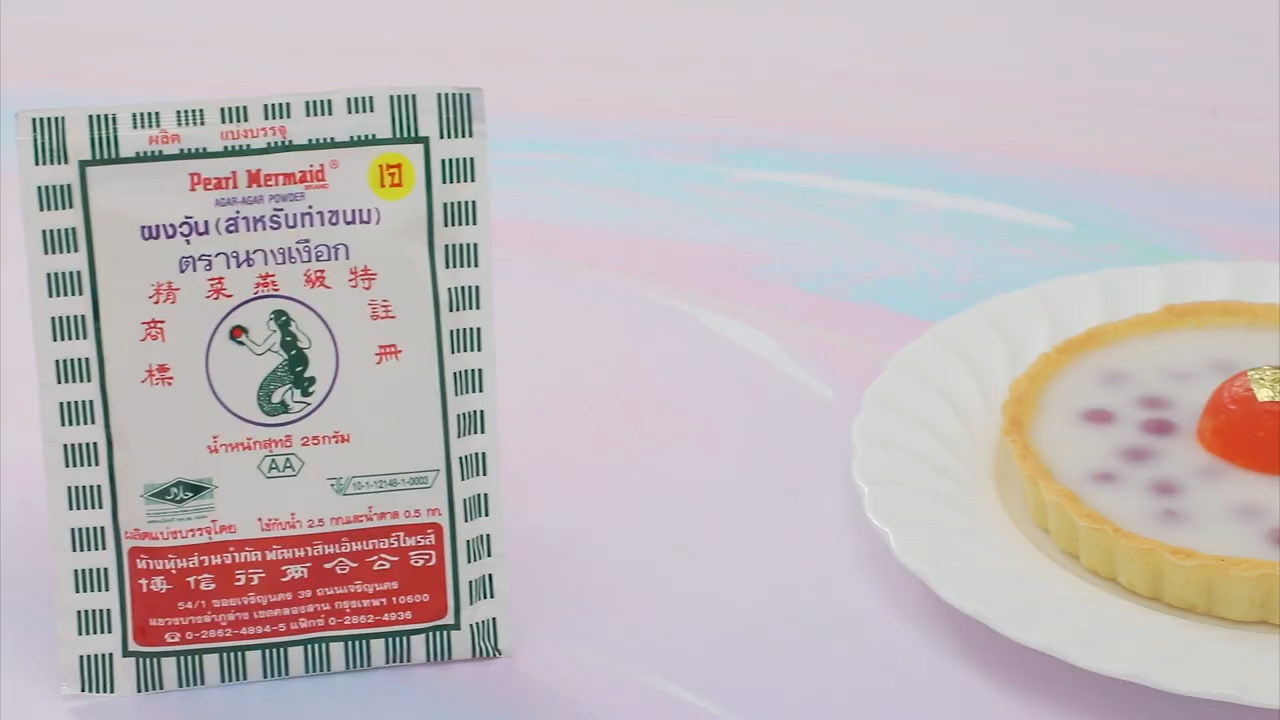 ผลิต แบ่งบรรจุ
Pearl Mermaid®
BRAND
เจ
AGAR-AGAR POWDER
ผงวุ้น (สำหรับทำขนม)
ตรานางเงือก
精菜燕級特
商 註
標 冊
น้ำหนักสุทธิ 25กรัม
AA
حلال
10-1-12148-1-0003
ผลิตแบ่งบรรจุโดย ใช้กับน้ำ 2.5 กก.และน้ำตาล 0.5 กก.
ห้างหุ้นส่วนจำกัด พัฒนาสินเอ็นเตอร์ไพรส์
博信行兩合公司
54/1 ซอยเจริญนคร 39 ถนนเจริญนคร
แขวงบางลำภูล่าง เขตคลองสาน กรุงเทพฯ 10600
☎ 0-2862-4894-5 แฟ็กซ์ 0-2862-4936